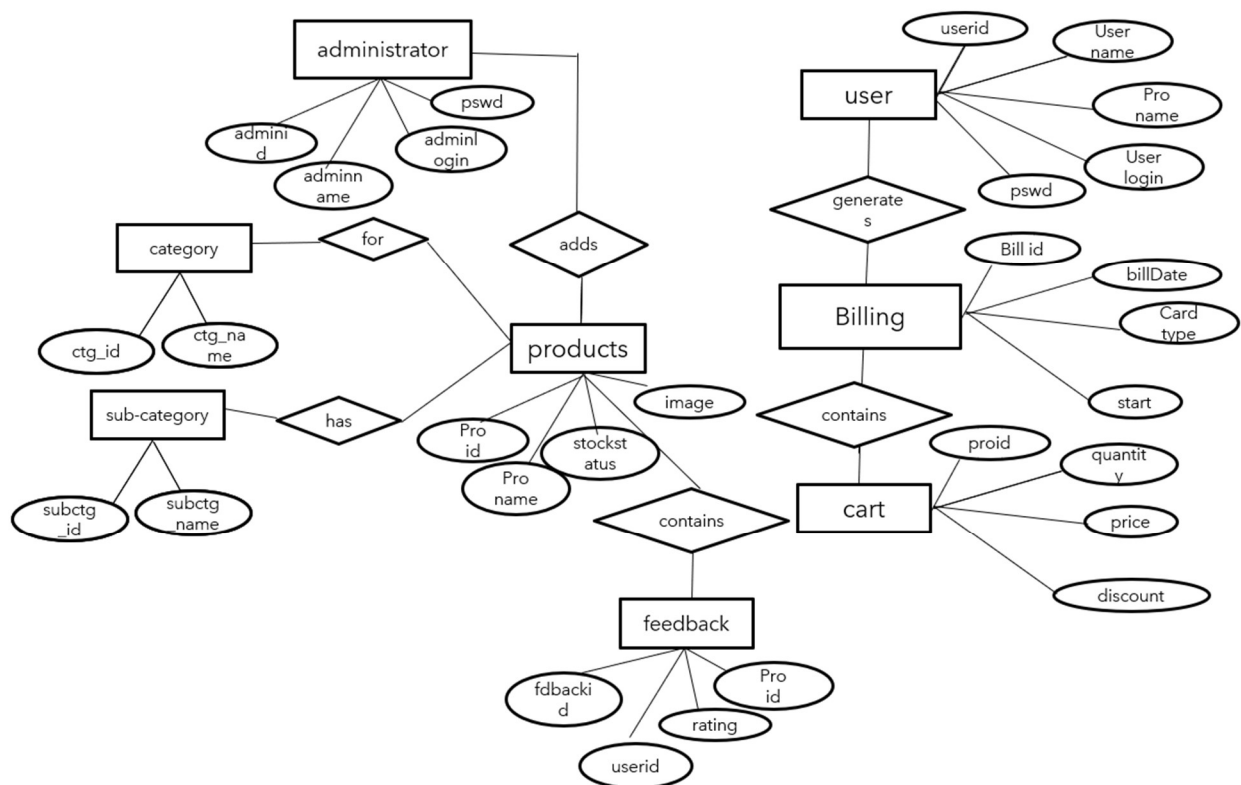 administrator
pswd
admini
d
adminl
ogin
adminn
ame
category
for
adds
ctg_id
ctg_na
me
products
sub-category
has
image
Pro
id
stockst
atus
Pro
name
subctg
_id
subctg
_name
contains
feedback
fdbacki
d
Pro
id
rating
userid
userid
User
name
user
Pro
name
User
login
pswd
generate
s
Bill id
billDate
Billing
Card
type
start
contains
proid
quantit
y
cart
price
discount